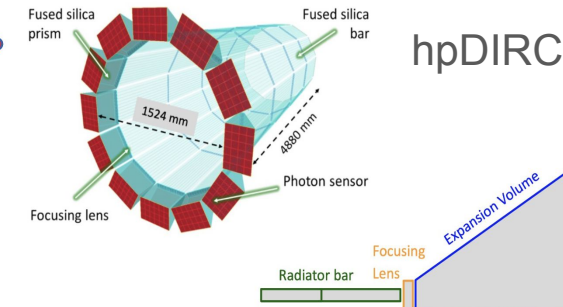 Fused silica
prism
Fused silica
bar
hpDIRC
1524 mm
4880 mm
Photon sensor
Focusing lens
Expansion Volume
Focusing
Lens
Radiator bar